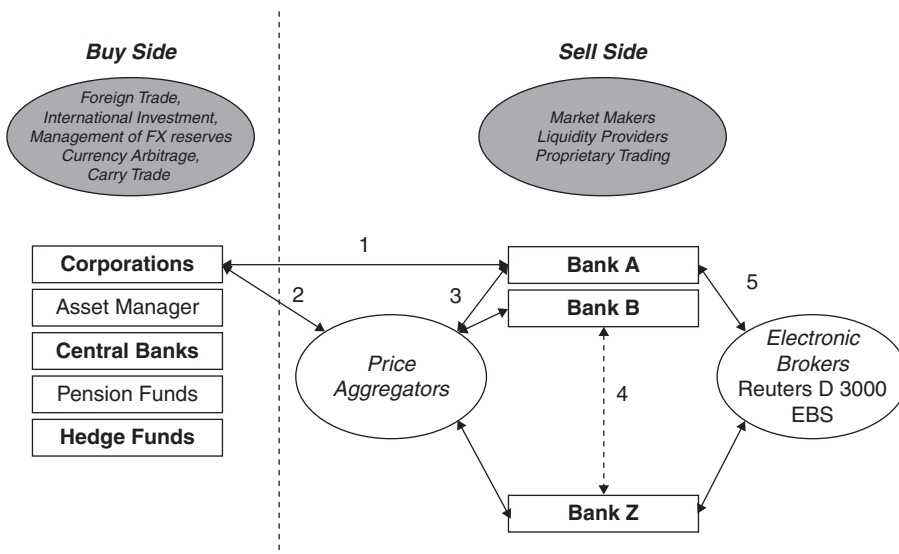 Buy Side
Sell Side
Foreign Trade,
International Investment,
Management of FX reserves
Currency Arbitrage,
Carry Trade
Market Makers
Liquidity Providers
Proprietary Trading
Corporations
Asset Manager
Central Banks
Pension Funds
Hedge Funds
1
2
3
Bank A
Bank B
5
Price
Aggregators
4
Electronic
Brokers
Reuters D 3000
EBS
Bank Z